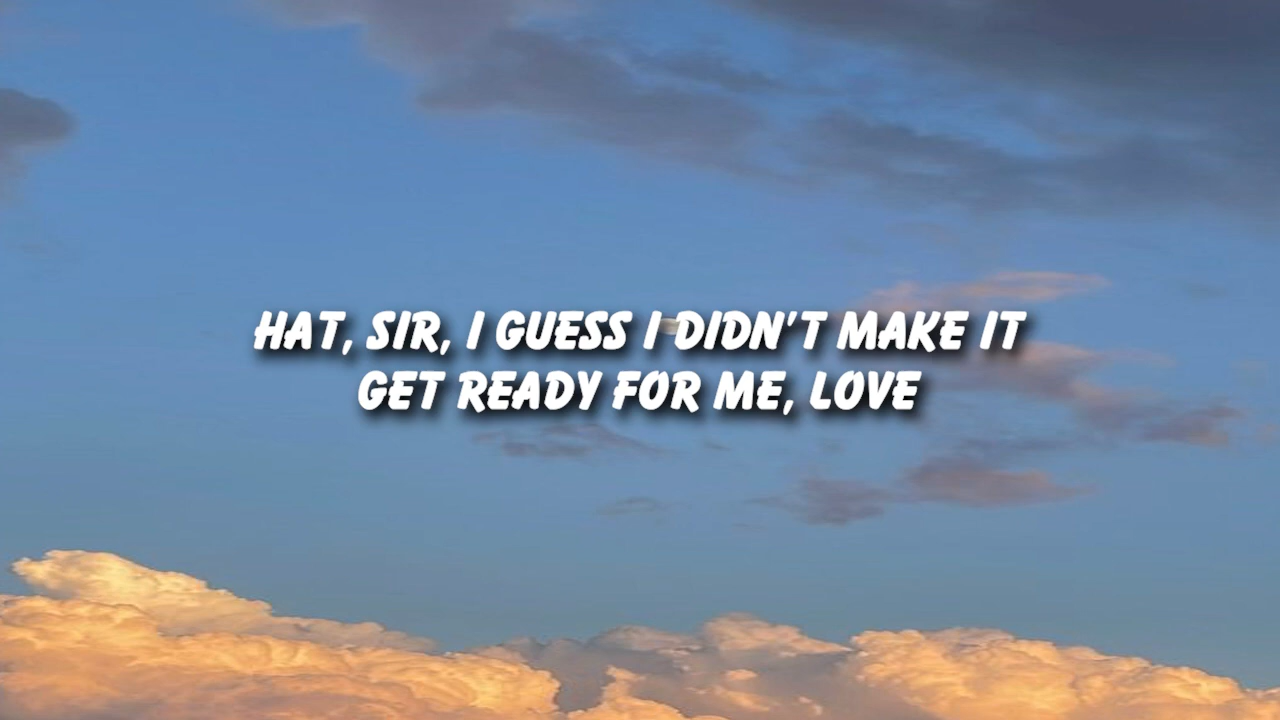 HAT, SIR, I GUESS I DIDN'T MAKE IT
GET READY FOR ME, LOVE